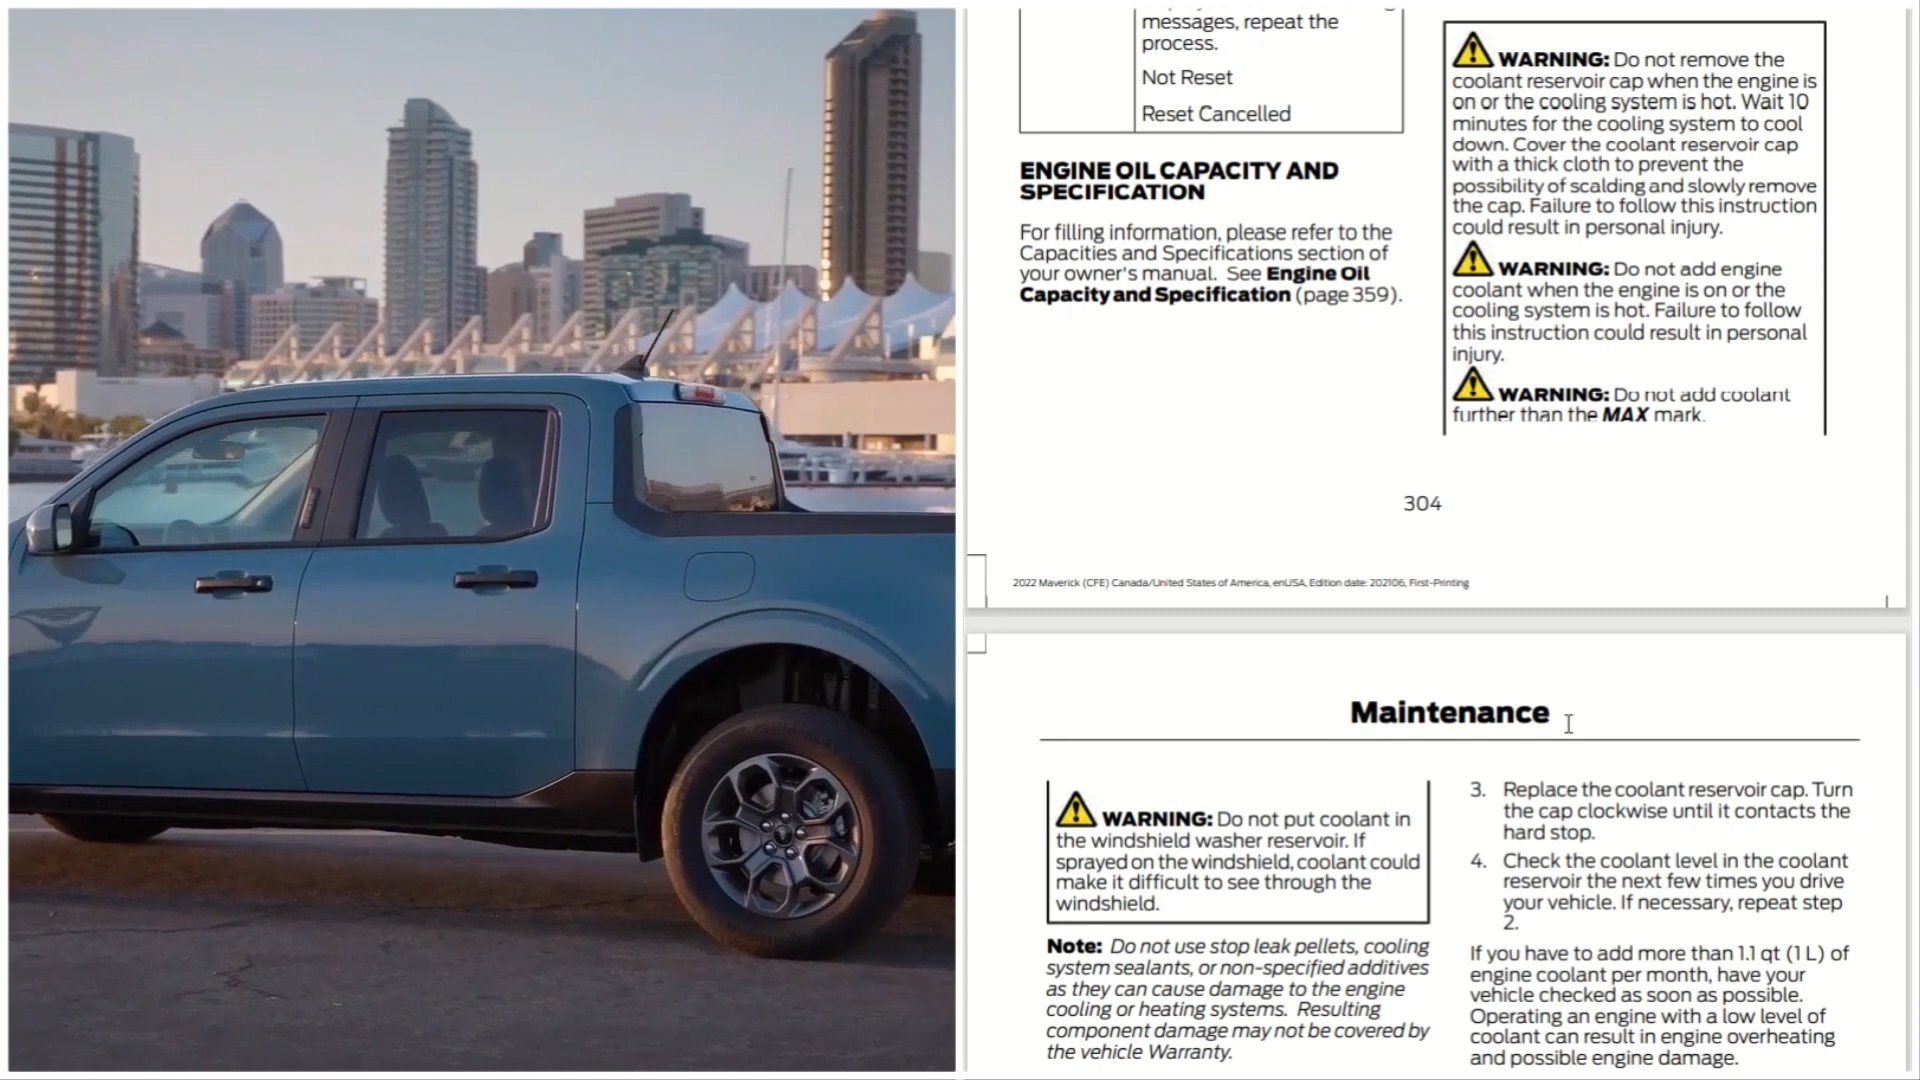 messages, repeat the
process.
Not Reset
Reset Cancelled
ENGINE OIL CAPACITY AND
SPECIFICATION
For filling information, please refer to the
Capacities and Specifications section of
your owner's manual. See Engine Oil
Capacity and Specification (page 359).
WARNING: Do not remove the
coolant reservoir cap when the engine is
on or the cooling system is hot. Wait 10
minutes for the cooling system to cool
down. Cover the coolant reservoir cap
with a thick cloth to prevent the
possibility of scalding and slowly remove
the cap. Failure to follow this instruction
could result in personal injury.
WARNING: Do not add engine
coolant when the engine is on or the
cooling system is hot. Failure to follow
this instruction could result in personal
injury.
WARNING: Do not add coolant
further than the MAX mark.
304
2022 Maverick (CFE) Canada/United States of America, enUSA, Edition date: 202106, First-Printing
Maintenance
WARNING: Do not put coolant in
the windshield washer reservoir. If
sprayed on the windshield, coolant could
make it difficult to see through the
windshield.
Note: Do not use stop leak pellets, cooling
system sealants, or non-specified additives
as they can cause damage to the engine
cooling or heating systems. Resulting
component damage may not be covered by
the vehicle Warranty.
3. Replace the coolant reservoir cap. Turn
the cap clockwise until it contacts the
hard stop.
4. Check the coolant level in the coolant
reservoir the next few times you drive
your vehicle. If necessary, repeat step
2.
If you have to add more than 1.1 qt (1 L) of
engine coolant per month, have your
vehicle checked as soon as possible.
Operating an engine with a low level of
coolant can result in engine overheating
and possible engine damage.